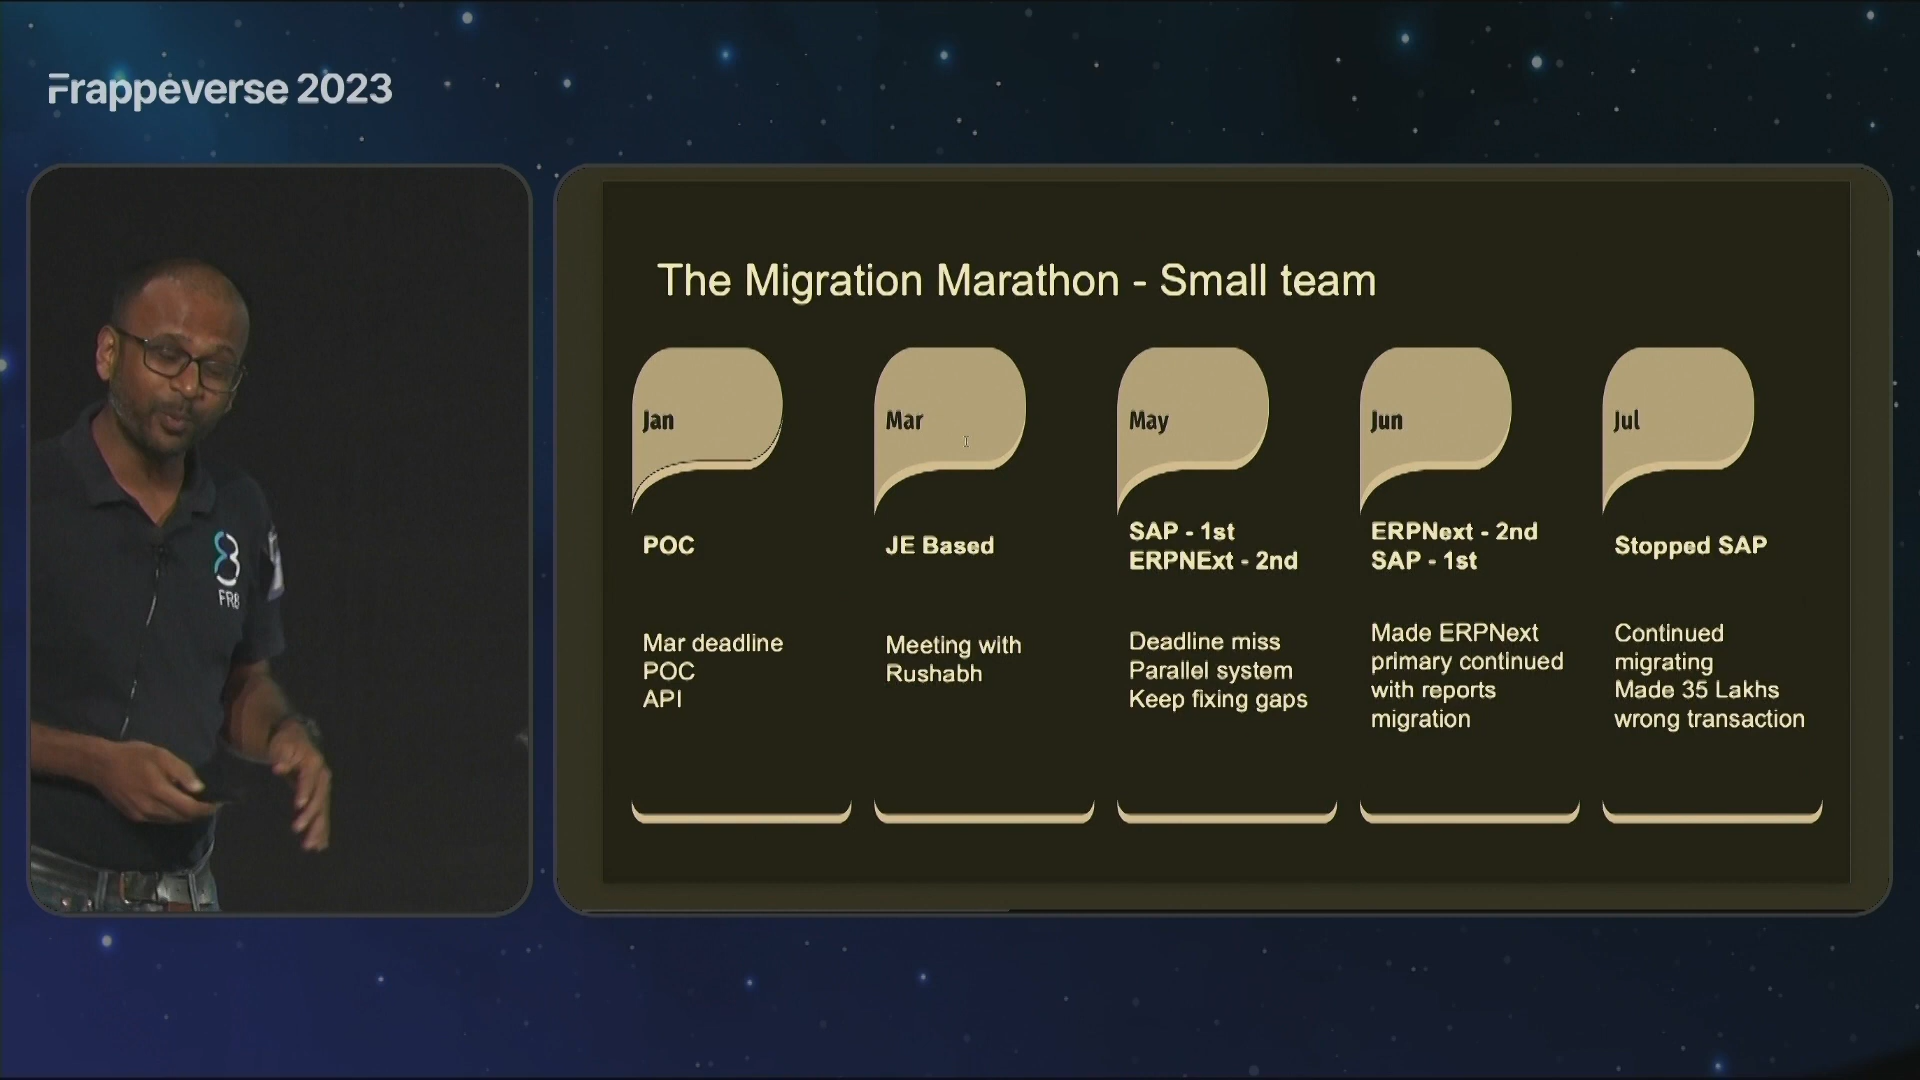 Frappeverse 2023
The Migration Marathon - Small team
Jan
POC
Mar deadline
POC
API
Mar
JE Based
Meeting with
Rushabh
May
SAP - 1st
ERPNExt - 2nd
Deadline miss
Parallel system
Keep fixing gaps
Jun
ERPNext - 2nd
SAP - 1st
Made ERPNext
primary continued
with reports
migration
Jul
Stopped SAP
Continued
migrating
Made 35 Lakhs
wrong transaction